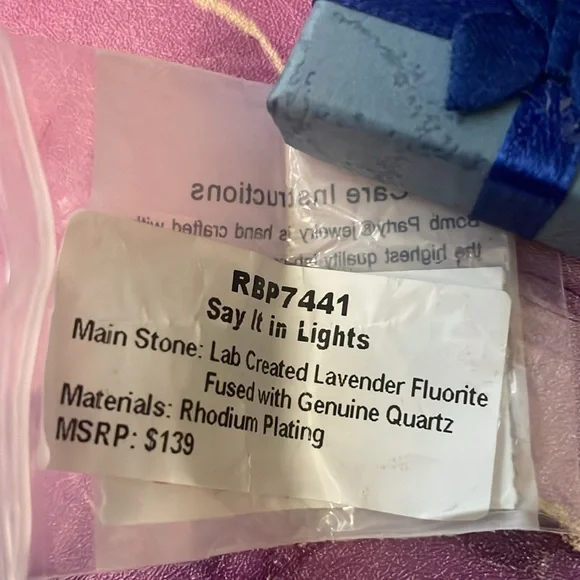 Care Instructions
Bomb Party® jewelry is hand crafted with
the highest quality
RBP7441
Say It in Lights
Main Stone: Lab Created Lavender Fluorite
Fused with Genuine Quartz
Materials: Rhodium Plating
MSRP: $139